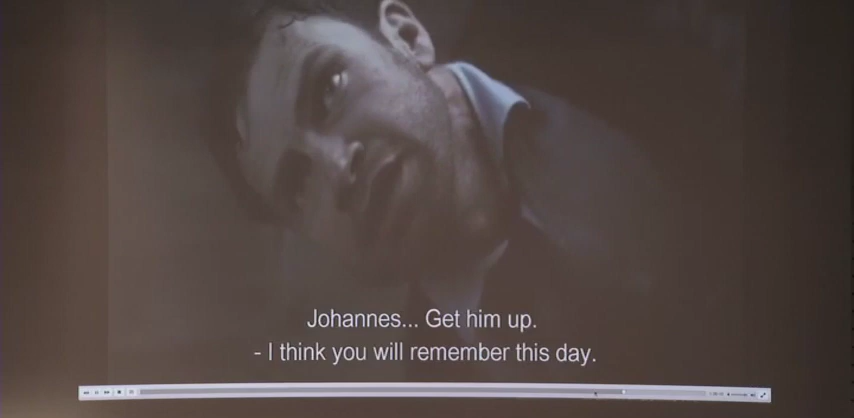 Johannes... Get him up.
- I think you will remember this day.